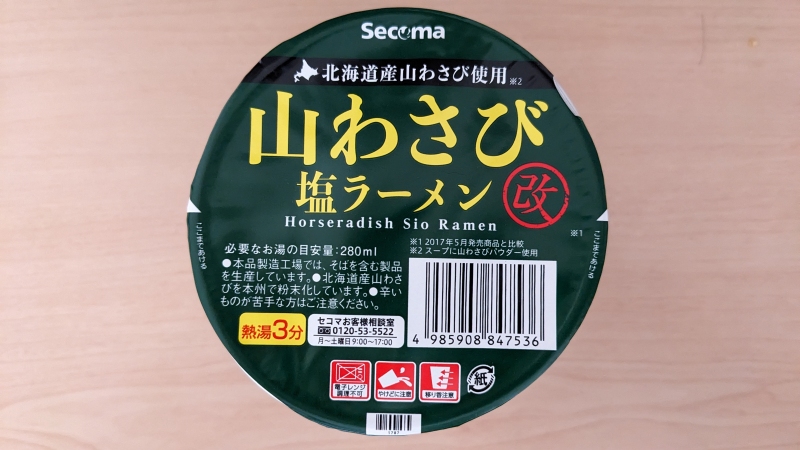 Secoma
北海道産山わさび使用※2
山わさび
塩ラーメン 改
Horseradish Sio Ramen
※1
必要なお湯の目安量:280ml
※1 2017年5月発売商品と比較
※2 スープに山わさびパウダー使用
●本品製造工場では、そばを含む製品
を生産しています。●北海道産山わさ
びを本州で粉末化しています。●辛い
ものが苦手な方はご注意ください。
ここまであける
ここまであける
熱湯3分
セコマお客様相談室
0120-53-5522
月〜土曜日9:00〜17:00
4 985908 847536
電子レンジ
調理不可
やけどに注意
移り香注意
紙